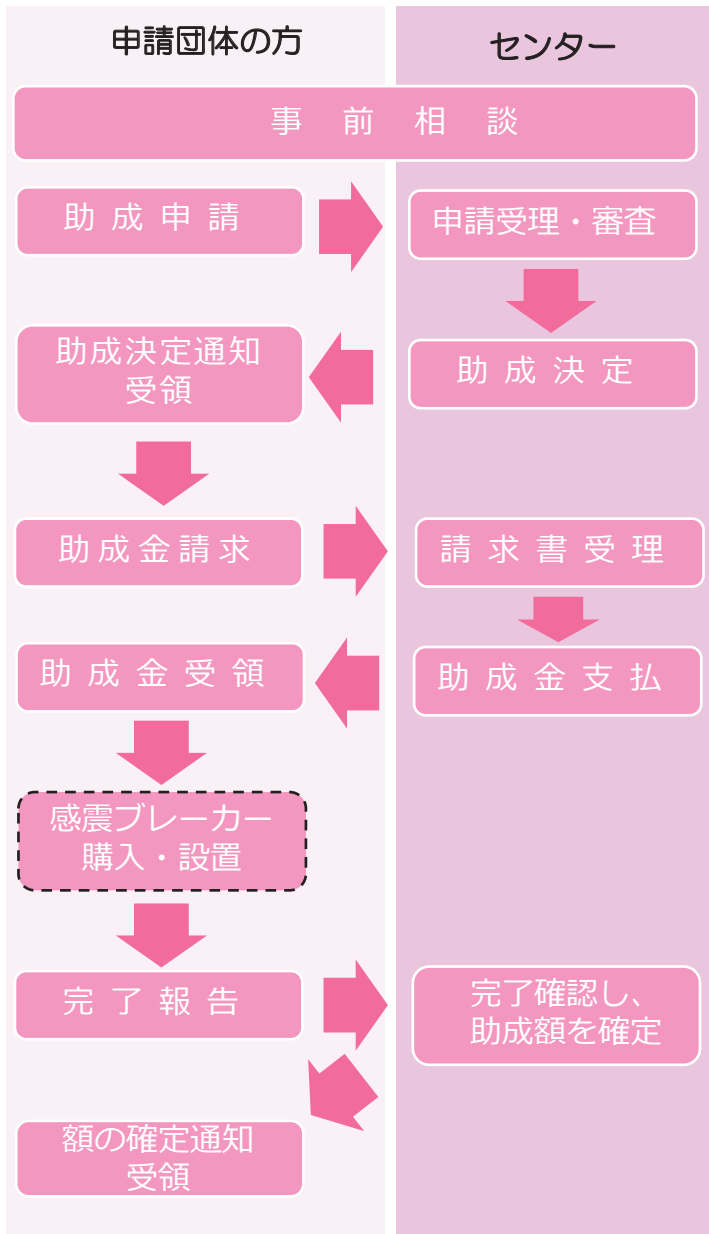 申請団体の方
センター
事前相談
助成申請
申請受理・審査
助成決定
助成決定通知
受領
助成金請求
請求書受理
助成金支払
助成金受領
感震ブレーカー
購入・設置
完了報告
完了確認し、
助成額を確定
額の確定通知
受領